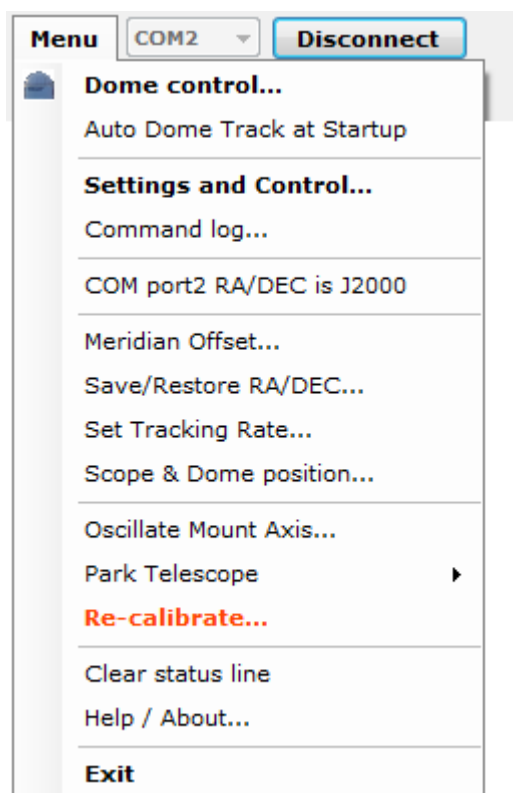 Menu COM2 Disconnect
Dome control...
Auto Dome Track at Startup
Settings and Control...
Command log...
COM port2 RA/DEC is J2000
Meridian Offset...
Save/Restore RA/DEC...
Set Tracking Rate...
Scope & Dome position...
Oscillate Mount Axis...
Park Telescope
Re-calibrate...
Clear status line
Help / About...
Exit